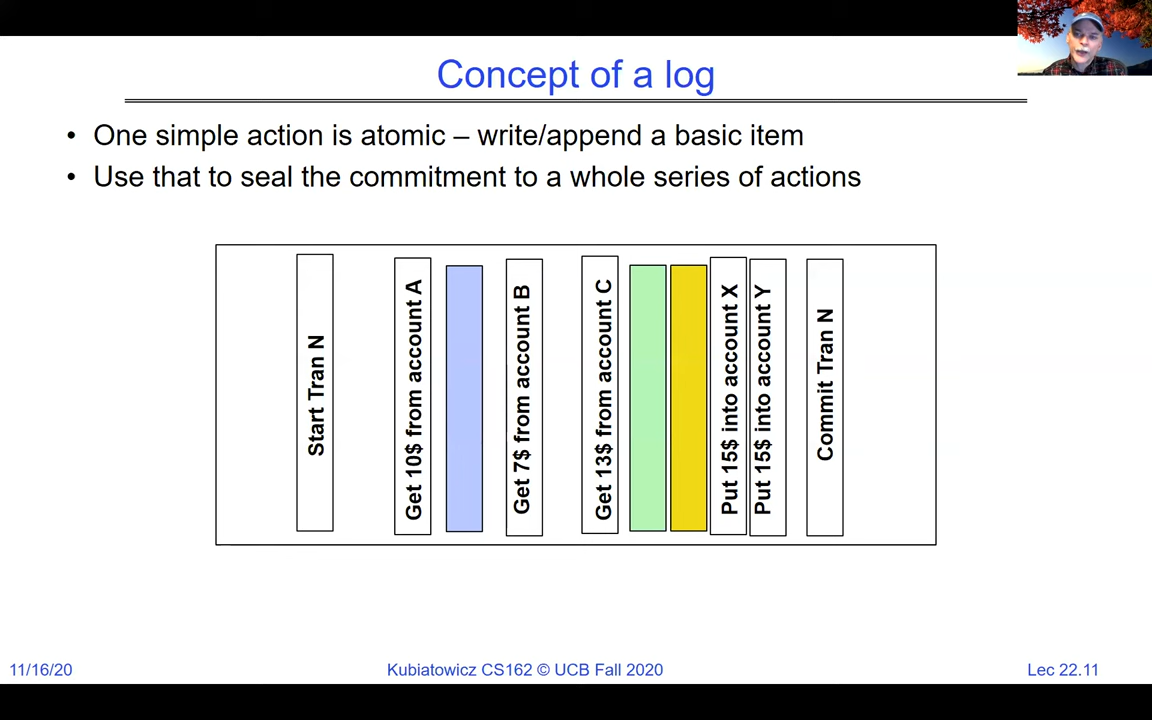 Concept of a log
• One simple action is atomic – write/append a basic item
• Use that to seal the commitment to a whole series of actions
Start Tran N
Get 10$ from account A
Get 7$ from account B
Get 13$ from account C
Put 15$ into account X
Put 15$ into account Y
Commit Tran N
11/16/20
Kubiatowicz CS162 © UCB Fall 2020
Lec 22.11